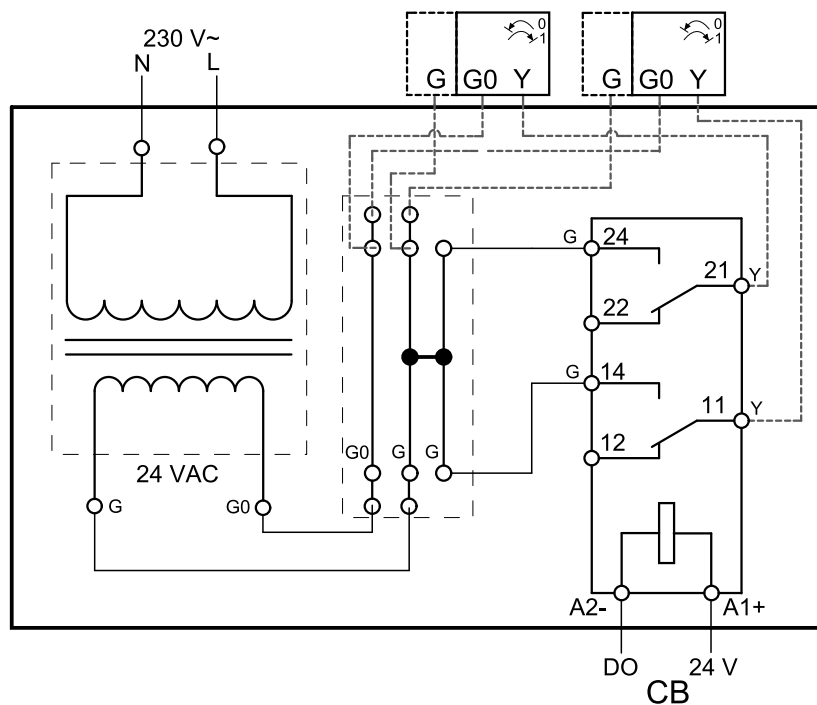 230 V~
N L
0
1
G G0 Y
0
1
G G0 Y
G 24
21 Y
22
G 14
11 Y
12
G0 G G
24 VAC
G G0
A2- A1+
DO 24 V
CB